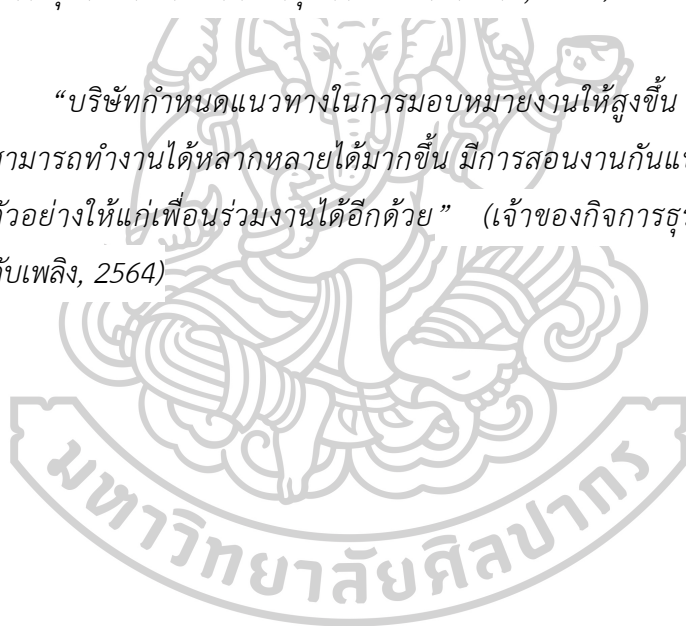 “บริษัทกำหนดแนวทางในการมอบหมายงานให้สูงขึ้น
สามารถทำงานได้หลากหลายได้มากขึ้น มีการสอนงานกันแ
ตัวอย่างให้แก่เพื่อนร่วมงานได้อีกด้วย” (เจ้าของกิจการธุร
ับเพลิง, 2564)
มหาวิทยาลัยศิลปากร